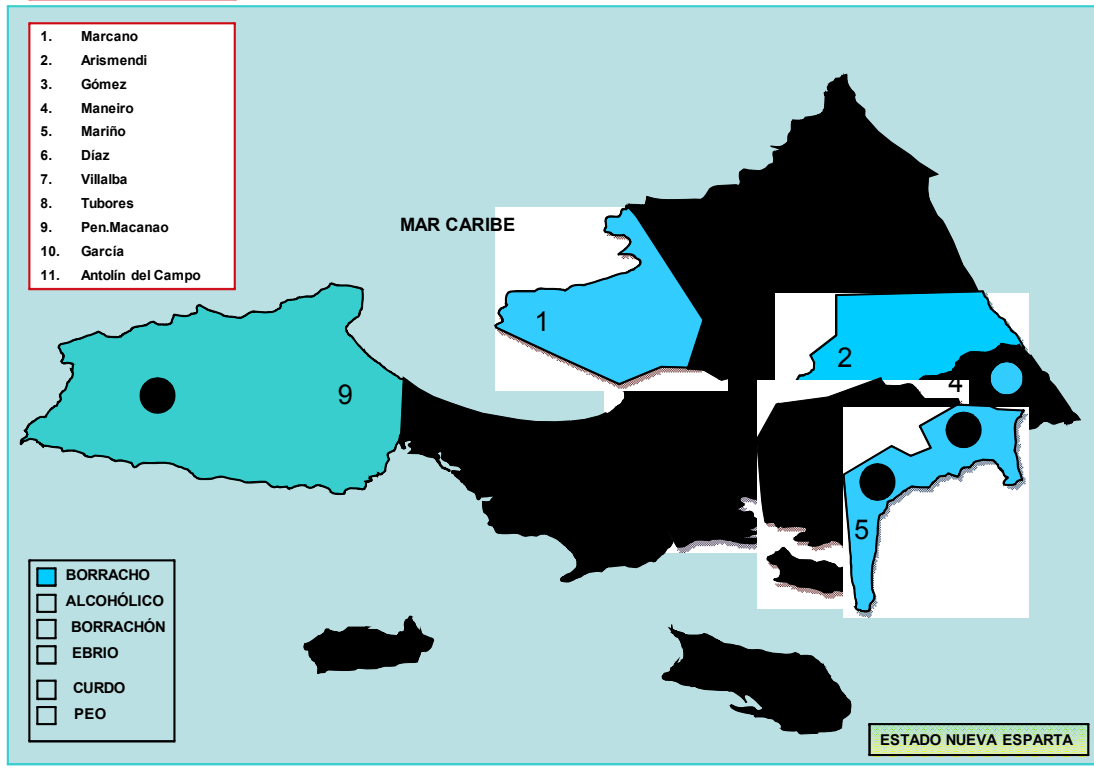 1. Marcano
2. Arismendi
3. Gómez
4. Maneiro
5. Mariño
6. Díaz
7. Villalba
8. Tubores
9. Pen.Macanao
10. García
11. Antolín del Campo
MAR CARIBE
1
2
9
4
5
BORRACHO
ALCOHÓLICO
BORRACHÓN
EBRIO
CURDO
PEO
ESTADO NUEVA ESPARTA